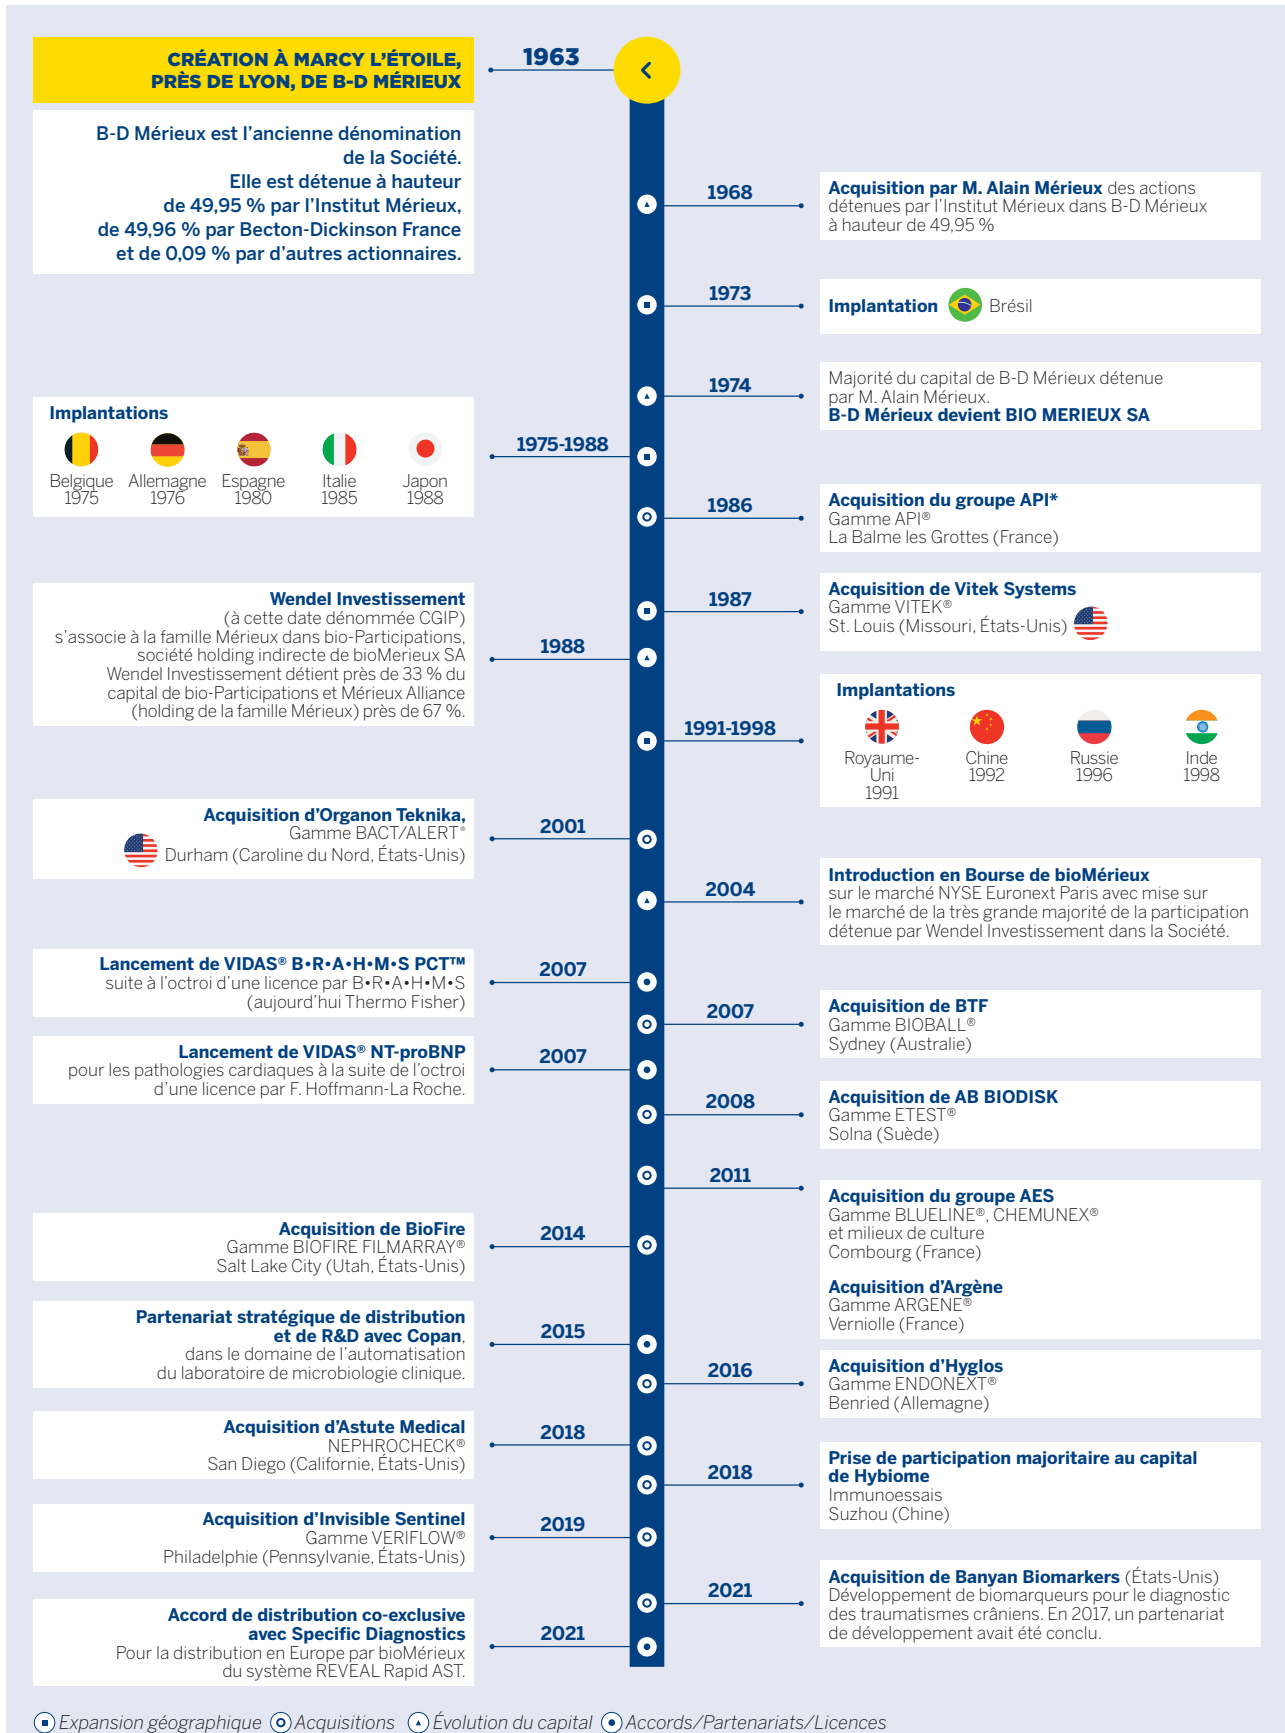 CRÉATION À MARCY L'ÉTOILE,
PRÈS DE LYON, DE B-D MÉRIEUX
1963
B-D Mérieux est l'ancienne dénomination
de la Société.
Elle est détenue à hauteur
de 49,95 % par l'Institut Mérieux,
de 49,96 % par Becton-Dickinson France
et de 0,09 % par d'autres actionnaires.
1968
Acquisition par M. Alain Mérieux des actions
détenues par l'Institut Mérieux dans B-D Mérieux
à hauteur de 49,95 %
1973
Implantation Brésil
1974
Majorité du capital de B-D Mérieux détenue
par M. Alain Mérieux.
B-D Mérieux devient BIO MERIEUX SA
1975-1988
Implantations
Belgique Allemagne Espagne Italie Japon
1975 1976 1980 1985 1988
1986
Acquisition du groupe API*
Gamme API®
La Balme les Grottes (France)
1987
Acquisition de Vitek Systems
Gamme VITEK®
St. Louis (Missouri, États-Unis)
1988
Wendel Investissement
(à cette date dénommée CGIP)
s'associe à la famille Mérieux dans bio-Participations,
société holding indirecte de bioMerieux SA
Wendel Investissement détient près de 33 % du
capital de bio-Participations et Mérieux Alliance
(holding de la famille Mérieux) près de 67 %.
1991-1998
Implantations
Royaume- Chine Russie Inde
Uni 1992 1996 1998
1991
Acquisition d'Organon Teknika,
Gamme BACT/ALERT®
Durham (Caroline du Nord, États-Unis)
2001
2004
Introduction en Bourse de bioMérieux
sur le marché NYSE Euronext Paris avec mise sur
le marché de la très grande majorité de la participation
détenue par Wendel Investissement dans la Société.
Lancement de VIDAS® B•R•A•H•M•S PCT™
suite à l'octroi d'une licence par B•R•A•H•M•S
(aujourd'hui Thermo Fisher)
2007
2007
Acquisition de BTF
Gamme BIOBALL®
Sydney (Australie)
Lancement de VIDAS® NT-proBNP
pour les pathologies cardiaques à la suite de l'octroi
d'une licence par F. Hoffmann-La Roche.
2007
2008
Acquisition de AB BIODISK
Gamme ETEST®
Solna (Suède)
2011
Acquisition du groupe AES
Gamme BLUELINE®, CHEMUNEX®
et milieux de culture
Combourg (France)
Acquisition d'Argène
Gamme ARGENE®
Verniolle (France)
Acquisition de BioFire
Gamme BIOFIRE FILMARRAY®
Salt Lake City (Utah, États-Unis)
2014
Partenariat stratégique de distribution
et de R&D avec Copan,
dans le domaine de l'automatisation
du laboratoire de microbiologie clinique.
2015
2016
Acquisition d'Hyglos
Gamme ENDONEXT®
Benried (Allemagne)
Acquisition d'Astute Medical
NEPHROCHECK®
San Diego (Californie, États-Unis)
2018
2018
Prise de participation majoritaire au capital
de Hybiome
Immunoessais
Suzhou (Chine)
Acquisition d'Invisible Sentinel
Gamme VERIFLOW®
Philadelphie (Pennsylvanie, États-Unis)
2019
2021
Acquisition de Banyan Biomarkers (États-Unis)
Développement de biomarqueurs pour le diagnostic
des traumatismes crâniens. En 2017, un partenariat
de développement avait été conclu.
Accord de distribution co-exclusive
avec Specific Diagnostics
Pour la distribution en Europe par bioMérieux
du système REVEAL Rapid AST.
2021
Expansion géographique Acquisitions Évolution du capital Accords/Partenariats/Licences